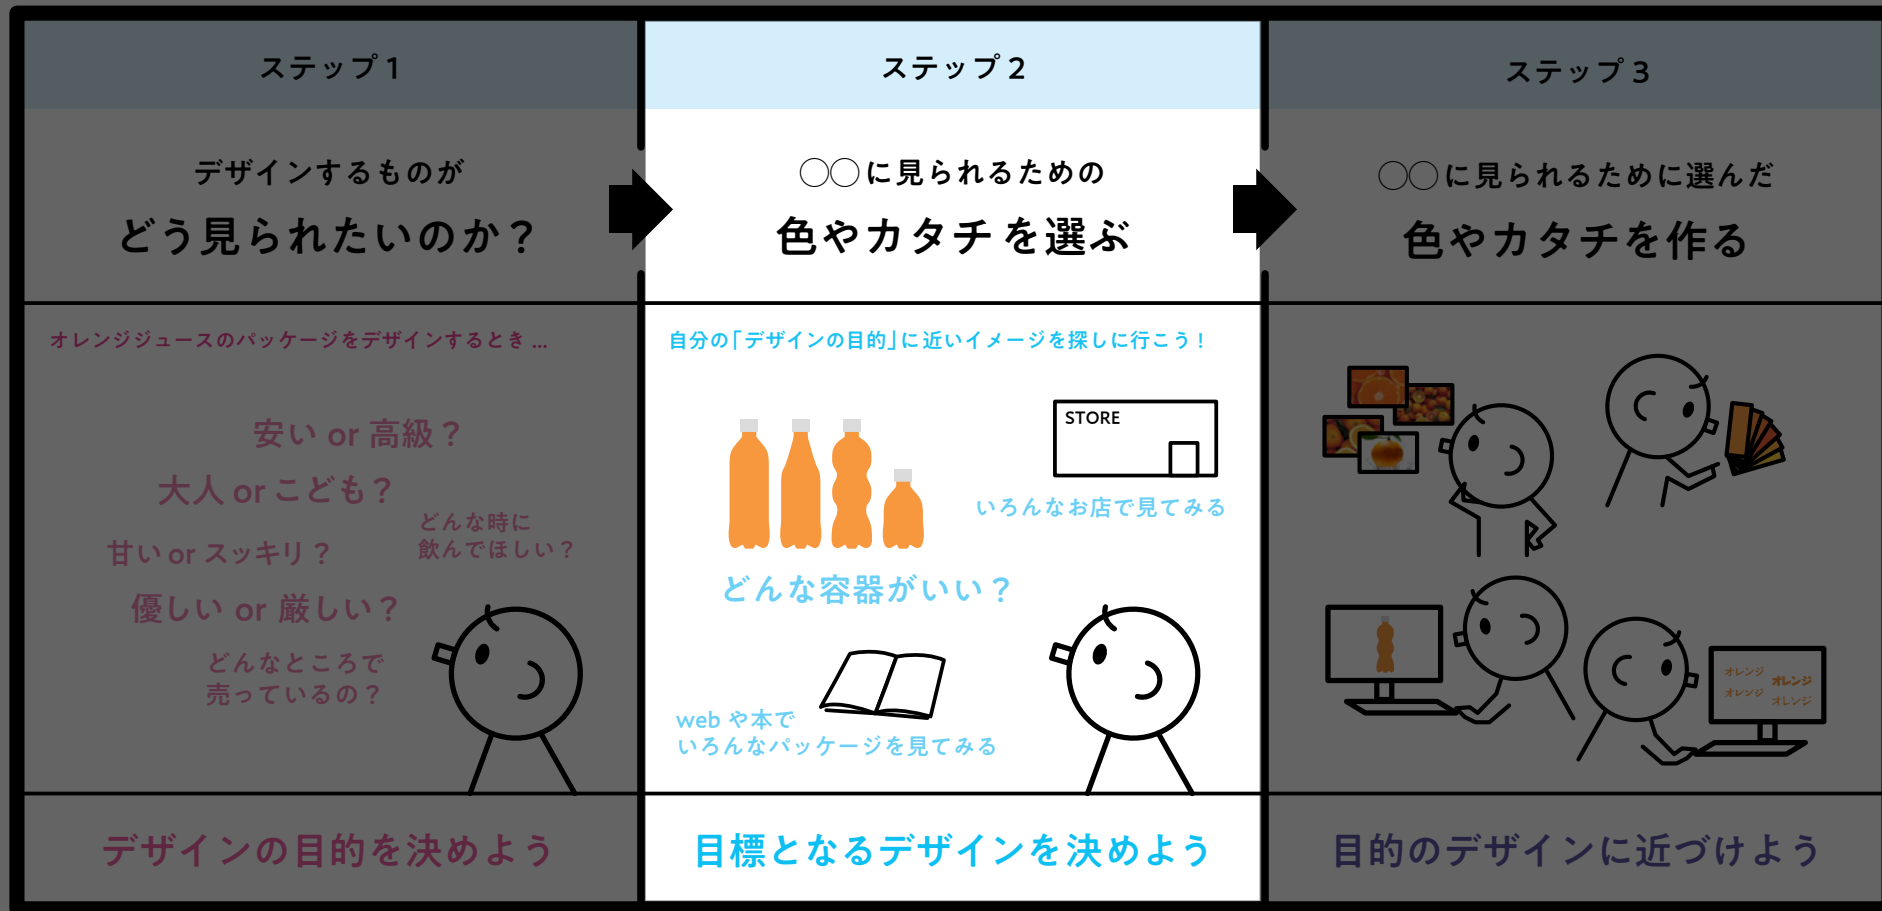 ステップ1
デザインするものが
どう見られたいのか？
オレンジジュースのパッケージをデザインするとき...
安い or 高級？
大人 or こども？
どんな時に
飲んでほしい？
甘い or スッキリ？
優しい or 厳しい？
どんなところで
売っているの？
デザインの目的を決めよう
ステップ2
○○に見られるための
色やカタチを選ぶ
自分の「デザインの目的」に近いイメージを探しに行こう！
STORE
いろんなお店で見てみる
どんな容器がいい？
webや本で
いろんなパッケージを見てみる
目標となるデザインを決めよう
ステップ3
○○に見られるために選んだ
色やカタチを作る
オレンジ
オレンジ
オレンジ
オレンジ
目的のデザインに近づけよう